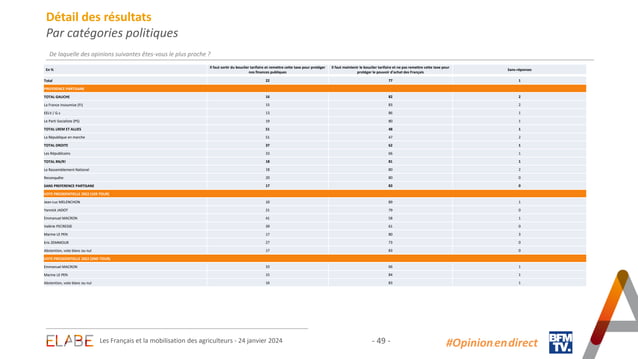 Détail des résultats
Par catégories politiques
De laquelle des opinions suivantes êtes-vous le plus proche ?
En % Il faut sortir du bouclier tarifaire et remettre cette taxe pour protéger nos finances publiques Il faut maintenir le bouclier tarifaire et ne pas remettre cette taxe pour protéger le pouvoir d'achat des Français Sans réponses
Total 22 77 1
PREFERENCE PARTISANE
TOTAL GAUCHE 16 82 2
La France insoumise (FI) 15 83 2
EELV / G.s 13 86 1
Le Parti Socialiste (PS) 19 80 1
TOTAL LREM ET ALLIES 51 48 1
La République en marche 51 47 2
TOTAL DROITE 37 62 1
Les Républicains 33 66 1
TOTAL RN/R! 18 81 1
Le Rassemblement National 18 80 2
Reconquête 20 80 0
SANS PREFERENCE PARTISANE 17 82 0
VOTE PRESIDENTIELLE 2022 (1ER TOUR)
Jean-Luc MELENCHON 10 89 1
Yannick JADOT 21 79 0
Emmanuel MACRON 41 58 1
Valérie PECRESSE 39 61 0
Marine LE PEN 17 80 3
Eric ZEMMOUR 27 73 0
Abstention, vote blanc ou nul 17 83 0
VOTE PRESIDENTIELLE 2022 (2ND TOUR)
Emmanuel MACRON 33 66 1
Marine LE PEN 15 84 1
Abstention, vote blanc ou nul 16 83 1
ELABE
Les Français et la mobilisation des agriculteurs - 24 janvier 2024
- 49 -
#Opinionendirect
BFM
TV.